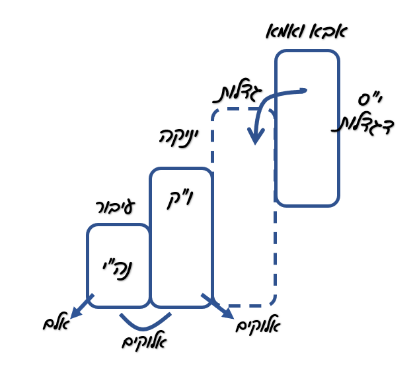 אבא ואמא
גדלות
י"ס
דגדלות
יניקה
ו"ק
עיבור
נה"י
אלם
אלוקים
אלוקים